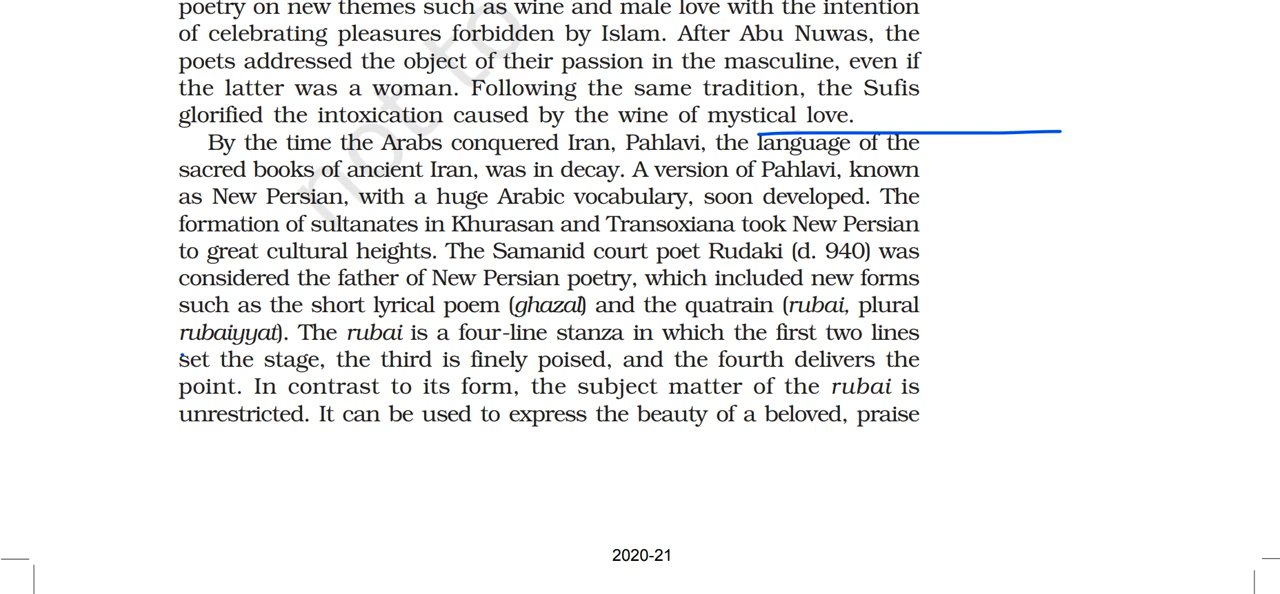 poetry on new themes such as wine and male love with the intention
of celebrating pleasures forbidden by Islam. After Abu Nuwas, the
poets addressed the object of their passion in the masculine, even if
the latter was a woman. Following the same tradition, the Sufis
glorified the intoxication caused by the wine of mystical love.
By the time the Arabs conquered Iran, Pahlavi, the language of the
sacred books of ancient Iran, was in decay. A version of Pahlavi, known
as New Persian, with a huge Arabic vocabulary, soon developed. The
formation of sultanates in Khurasan and Transoxiana took New Persian
to great cultural heights. The Samanid court poet Rudaki (d. 940) was
considered the father of New Persian poetry, which included new forms
such as the short lyrical poem (ghazal) and the quatrain (rubai, plural
rubaiyyat). The rubai is a four-line stanza in which the first two lines
set the stage, the third is finely poised, and the fourth delivers the
point. In contrast to its form, the subject matter of the rubai is
unrestricted. It can be used to express the beauty of a beloved, praise
not to
2020-21